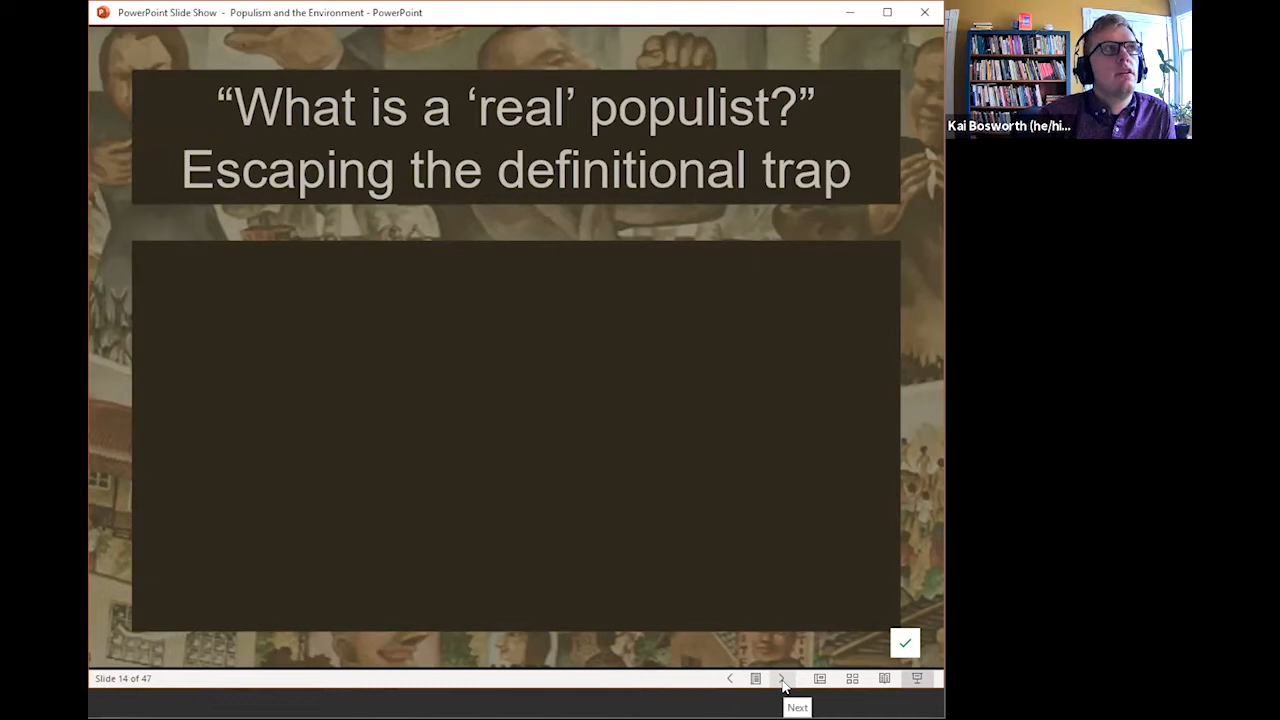 PowerPoint Slide Show - Populism and the Environment - PowerPoint
“What is a ‘real’ populist?”
Escaping the definitional trap
Kai Bosworth (he/hi...
Slide 14 of 47
Next